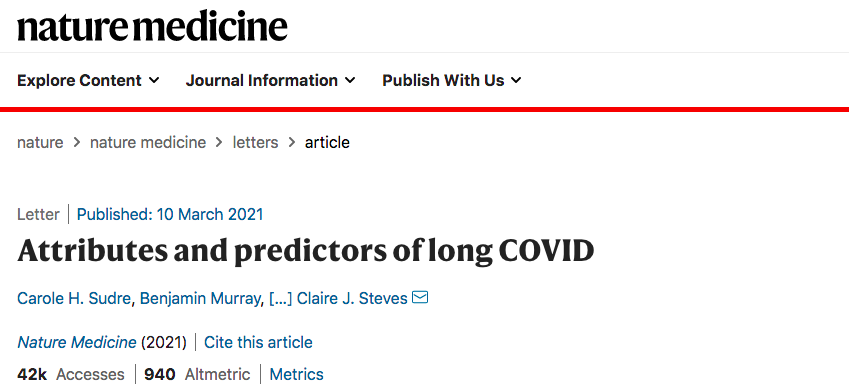 nature medicine
Explore Content Journal Information Publish With Us
nature > nature medicine > letters > article
Letter | Published: 10 March 2021
Attributes and predictors of long COVID
Carole H. Sudre, Benjamin Murray, [...] Claire J. Steves
Nature Medicine (2021) | Cite this article
42k Accesses | 940 Altmetric | Metrics